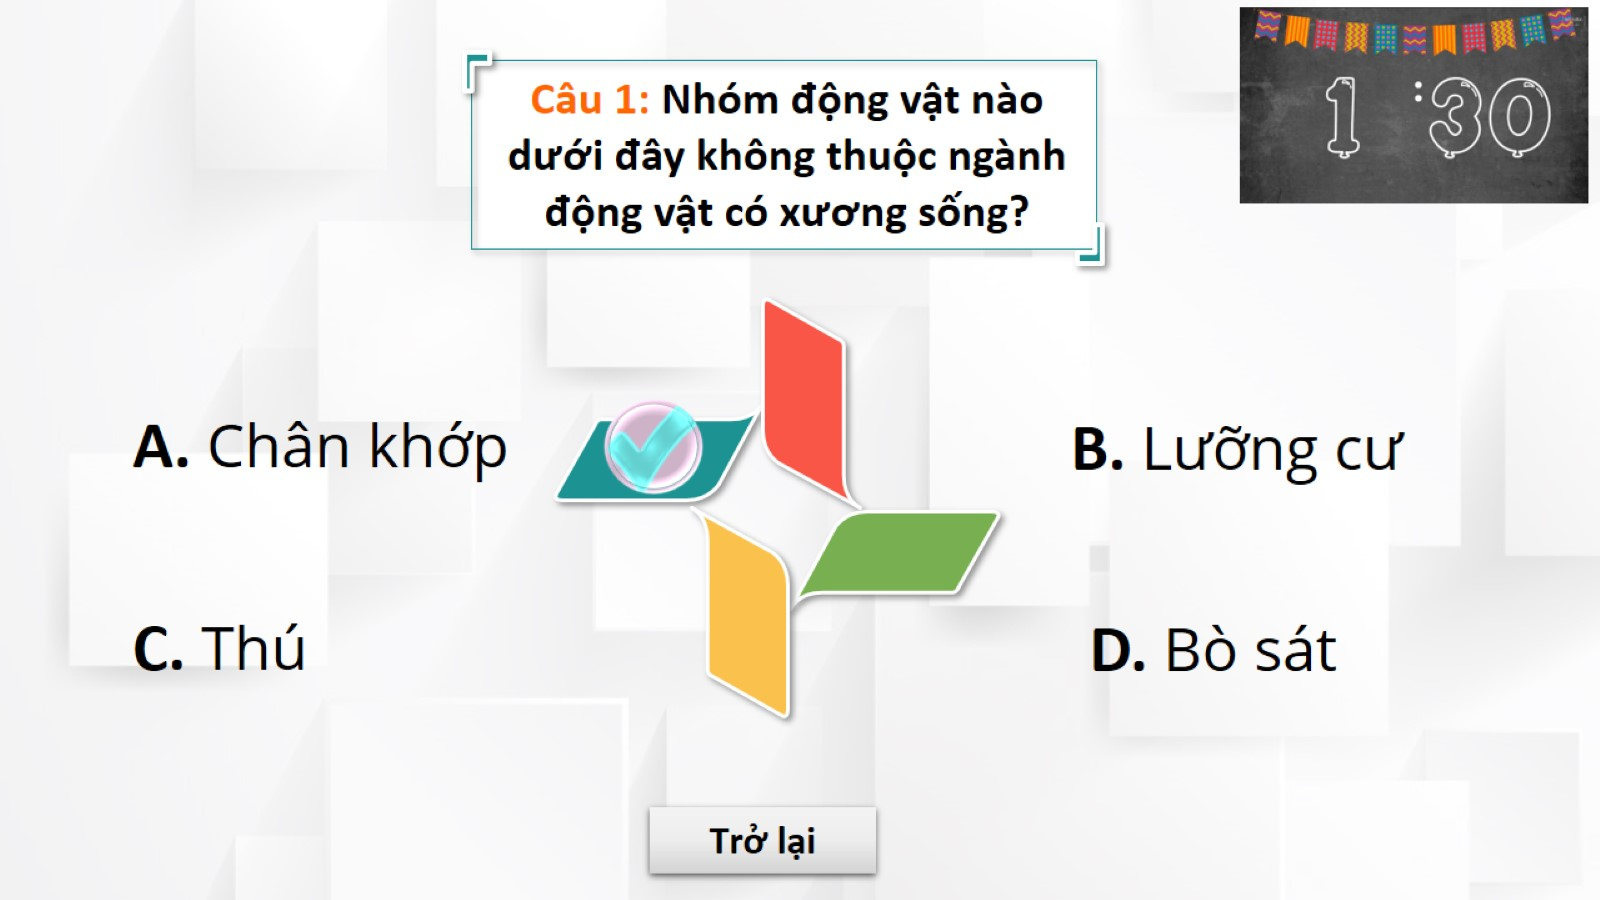 Câu 1: Nhóm động vật nào
dưới đây không thuộc ngành
động vật có xương sống?
1:30
A. Chân khớp
B. Lưỡng cư
C. Thú
D. Bò sát
Trở lại